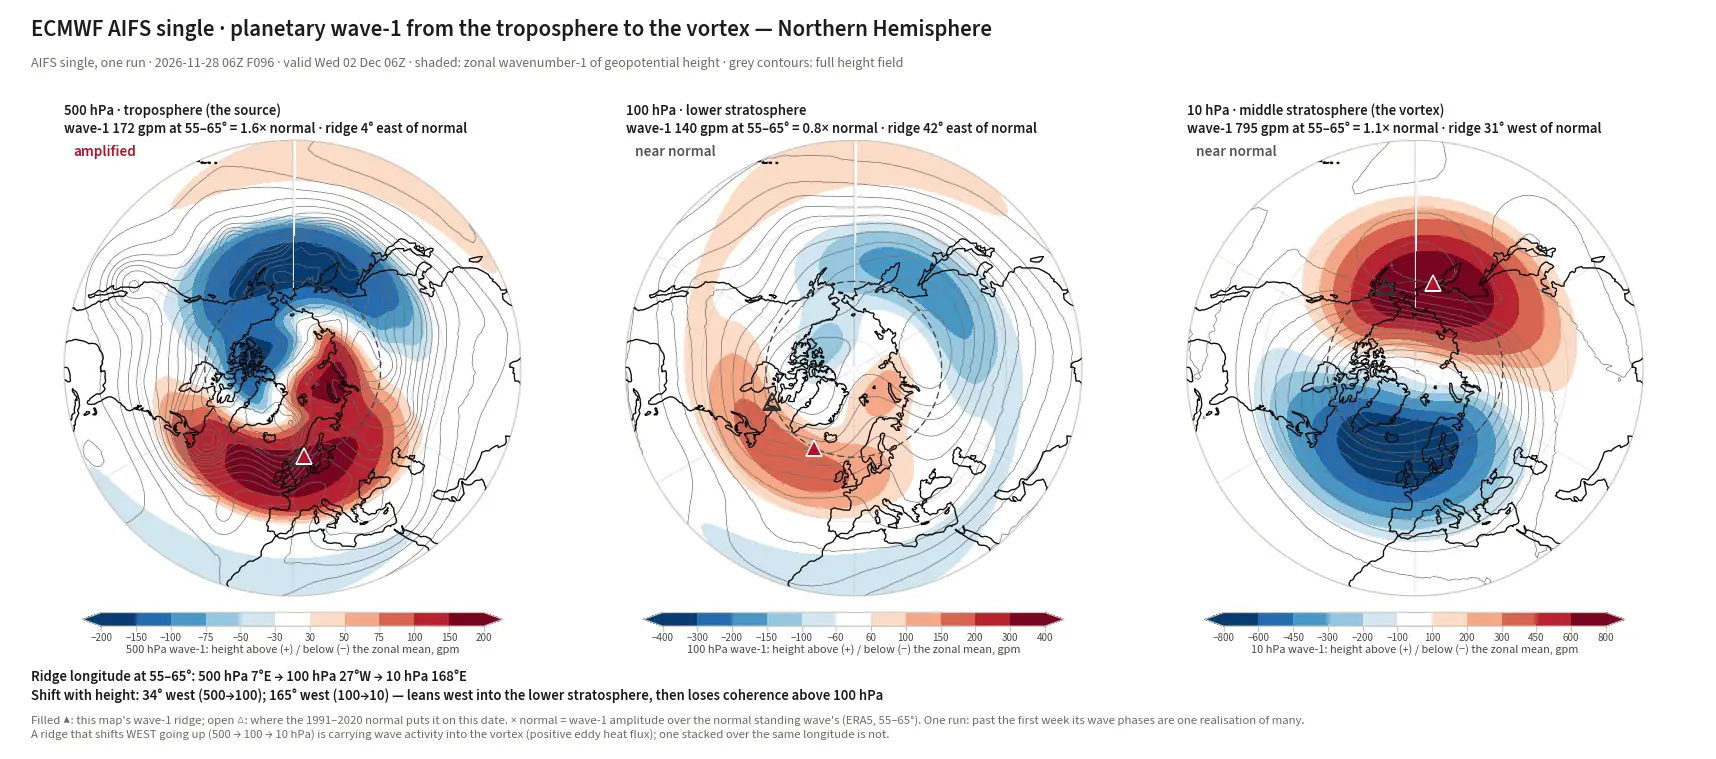 ECMWF AIFS single · planetary wave-1 from the troposphere to the vortex — Northern Hemisphere
AIFS single, one run · 2026-11-28 06Z F096 · valid Wed 02 Dec 06Z · shaded: zonal wavenumber-1 of geopotential height · grey contours: full height field
500 hPa · troposphere (the source)
wave-1 172 gpm at 55–65° = 1.6× normal · ridge 4° east of normal
amplified
100 hPa · lower stratosphere
wave-1 140 gpm at 55–65° = 0.8× normal · ridge 42° east of normal
near normal
10 hPa · middle stratosphere (the vortex)
wave-1 795 gpm at 55–65° = 1.1× normal · ridge 31° west of normal
near normal
−200 −150 −100 −75 −50 −30 30 50 75 100 150 200
500 hPa wave-1: height above (+) / below (−) the zonal mean, gpm
−400 −300 −200 −150 −100 −60 60 100 150 200 300 400
100 hPa wave-1: height above (+) / below (−) the zonal mean, gpm
−800 −600 −450 −300 −200 −100 100 200 300 450 600 800
10 hPa wave-1: height above (+) / below (−) the zonal mean, gpm
Ridge longitude at 55–65°: 500 hPa 7°E → 100 hPa 27°W → 10 hPa 168°E
Shift with height: 34° west (500→100); 165° west (100→10) — leans west into the lower stratosphere, then loses coherence above 100 hPa
Filled ▲: this map's wave-1 ridge; open △: where the 1991–2020 normal puts it on this date. × normal = wave-1 amplitude over the normal standing wave's (ERA5, 55–65°). One run: past the first week its wave phases are one realisation of many.
A ridge that shifts WEST going up (500 → 100 → 10 hPa) is carrying wave activity into the vortex (positive eddy heat flux); one stacked over the same longitude is not.